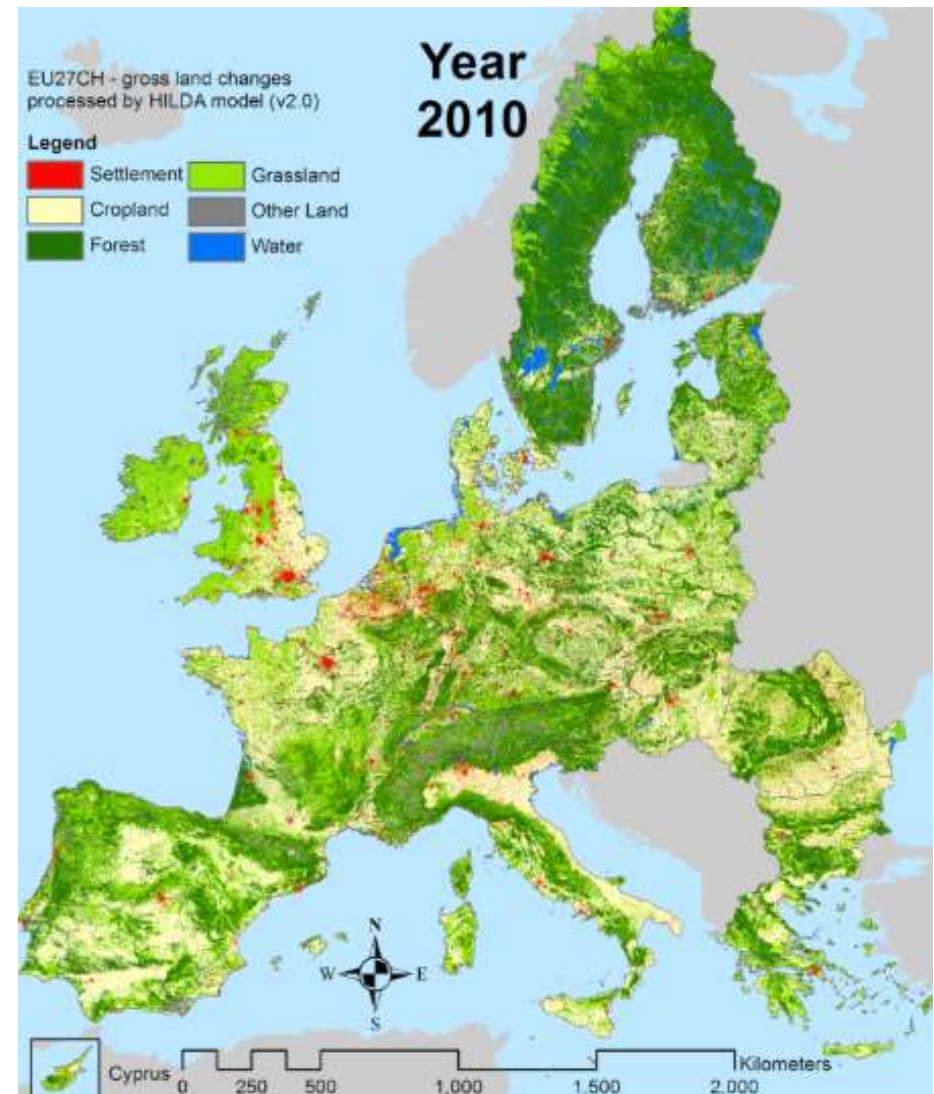 Year
2010
EU27CH - gross land changes
processed by HILDA model (v2.0)
Legend
Settlement Grassland
Cropland Other Land
Forest Water
N
W E
S
Cyprus
Kilometers
0 250 500 1,000 1,500 2,000